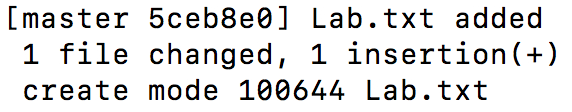 [master 5ceb8e0] Lab.txt added
1 file changed, 1 insertion(+)
create mode 100644 Lab.txt